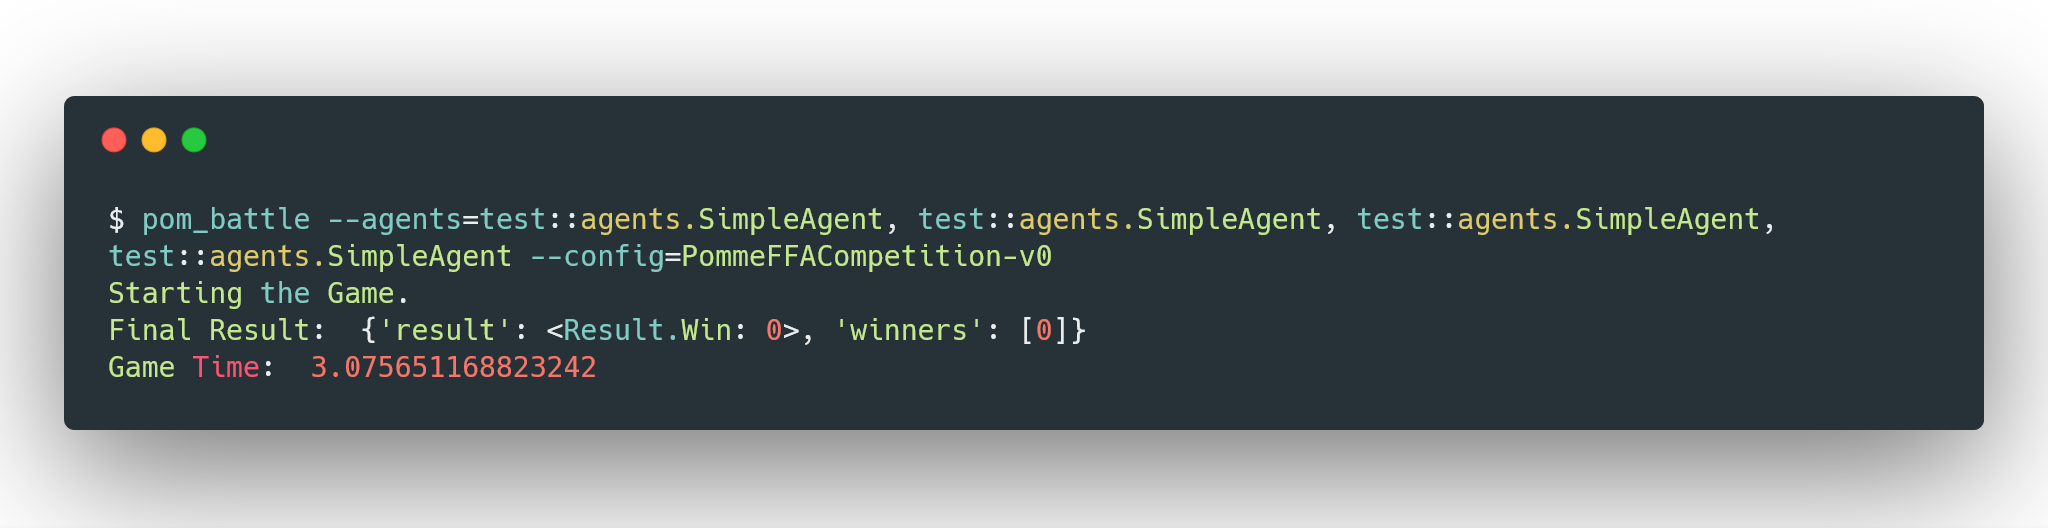 $ pom_battle --agents=test::agents.SimpleAgent, test::agents.SimpleAgent, test::agents.SimpleAgent,
test::agents.SimpleAgent --config=PommeFFACompetition-v0
Starting the Game.
Final Result:  {'result': <Result.Win: 0>, 'winners': [0]}
Game Time:  3.075651168823242